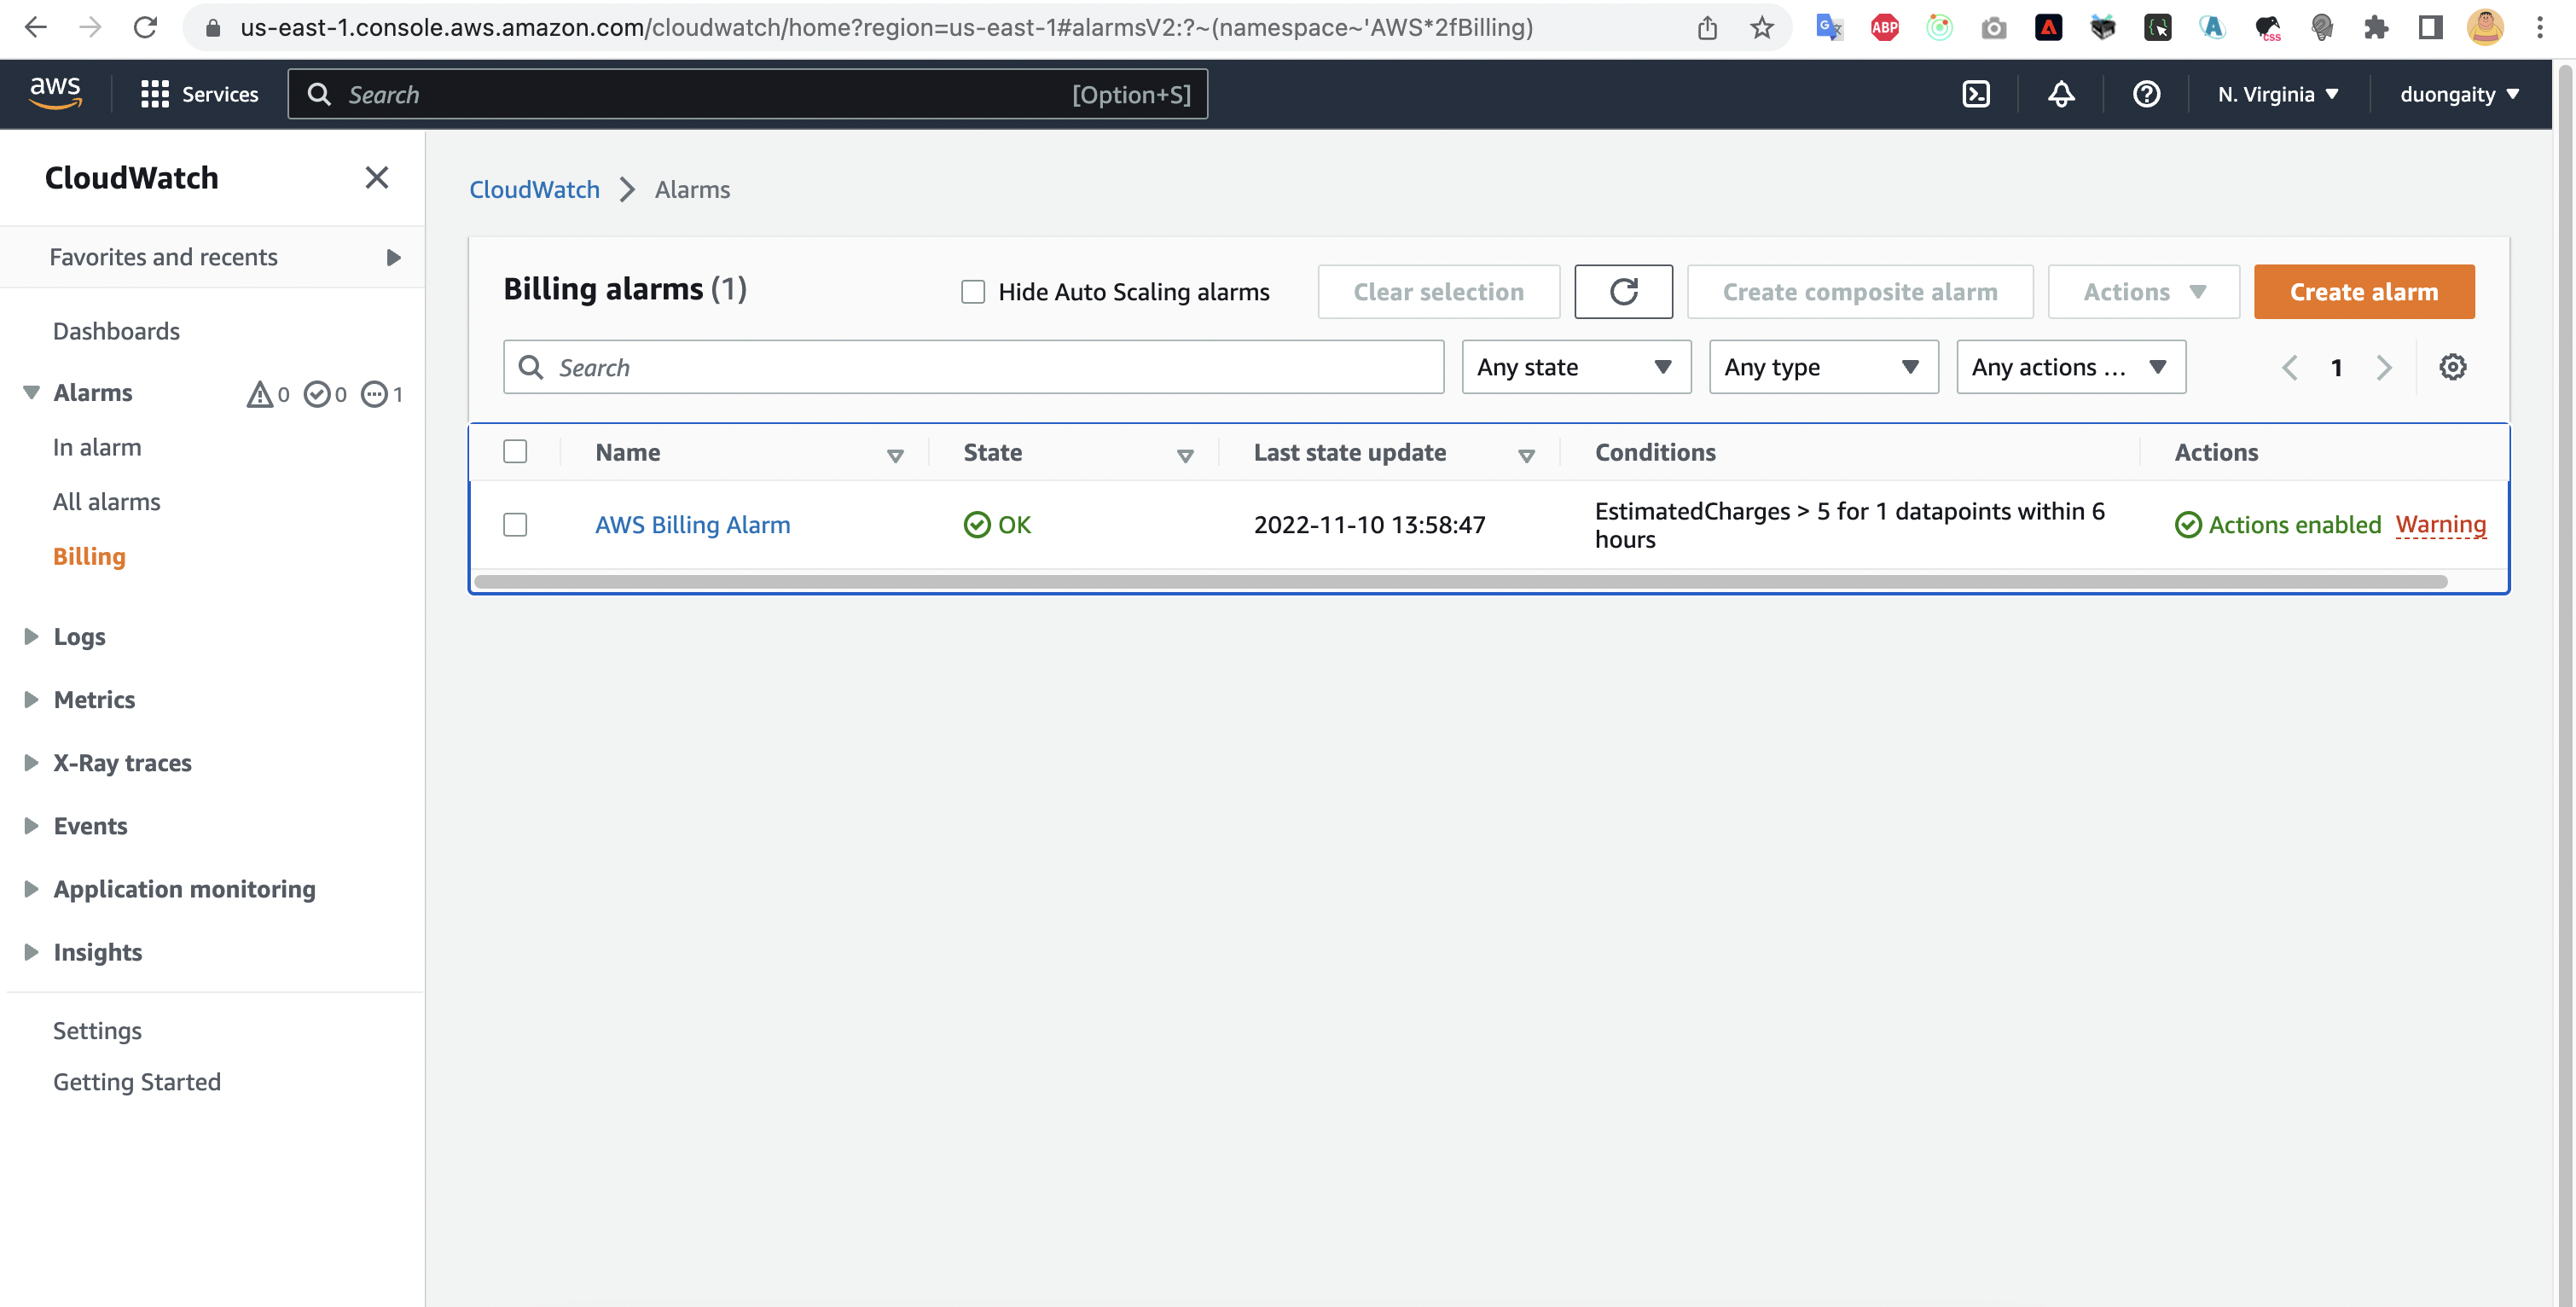 us-east-1.console.aws.amazon.com/cloudwatch/home?region=us-east-1#alarmsV2:?~(namespace~'AWS*2fBilling)
ABP
css
aws
Services
Search
[Option+S]
N. Virginia
duongaity
CloudWatch
Favorites and recents
Dashboards
Alarms 0 0 1
In alarm
All alarms
Billing
Logs
Metrics
X-Ray traces
Events
Application monitoring
Insights
Settings
Getting Started
CloudWatch > Alarms
Billing alarms (1)
Hide Auto Scaling alarms
Clear selection
Create composite alarm
Actions
Create alarm
Search
Any state
Any type
Any actions ...
1
Name State Last state update Conditions Actions
AWS Billing Alarm OK 2022-11-10 13:58:47 EstimatedCharges > 5 for 1 datapoints within 6
hours
Actions enabled Warning